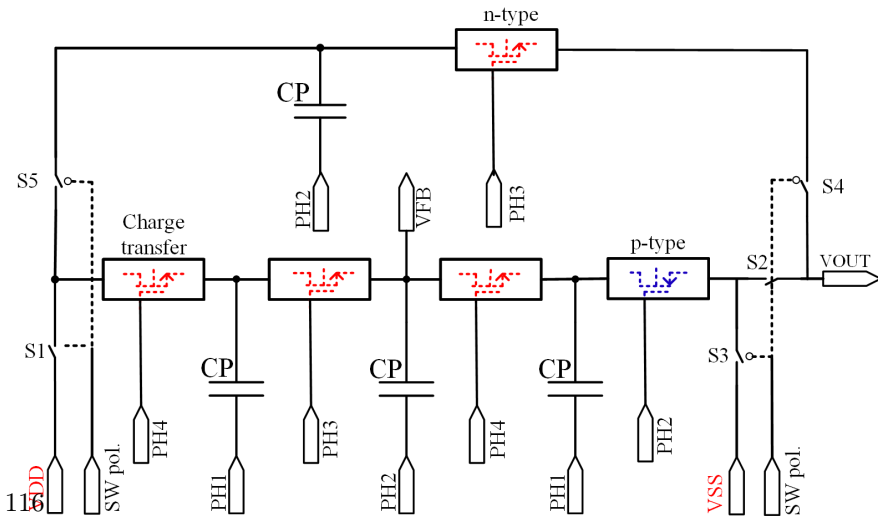 n-type
CP
PH2
VFB
PH3
S5
S4
Charge
transfer
p-type
S2
VOUT
S1
S3
CP
CP
CP
PH4
PH3
PH4
PH2
VDD
SW pol.
PH1
PH2
PH1
VSS
SW pol.
116